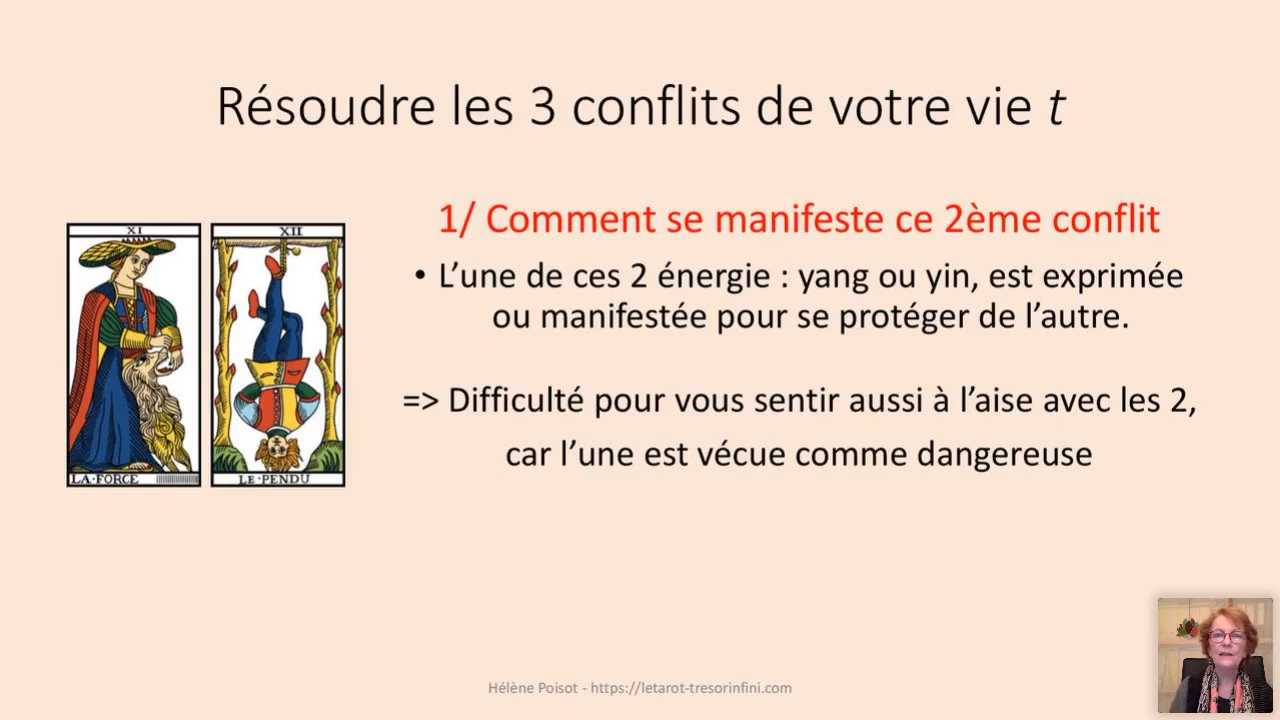 Résoudre les 3 conflits de votre vie t
1/ Comment se manifeste ce 2ème conflit
• L’une de ces 2 énergie : yang ou yin, est exprimée
ou manifestée pour se protéger de l’autre.
XI
XII
=> Difficulté pour vous sentir aussi à l’aise avec les 2,
car l’une est vécue comme dangereuse
LA·FORCE
LE·PENDU
Hélène Poisot - https://letarot-tresorinfini.com